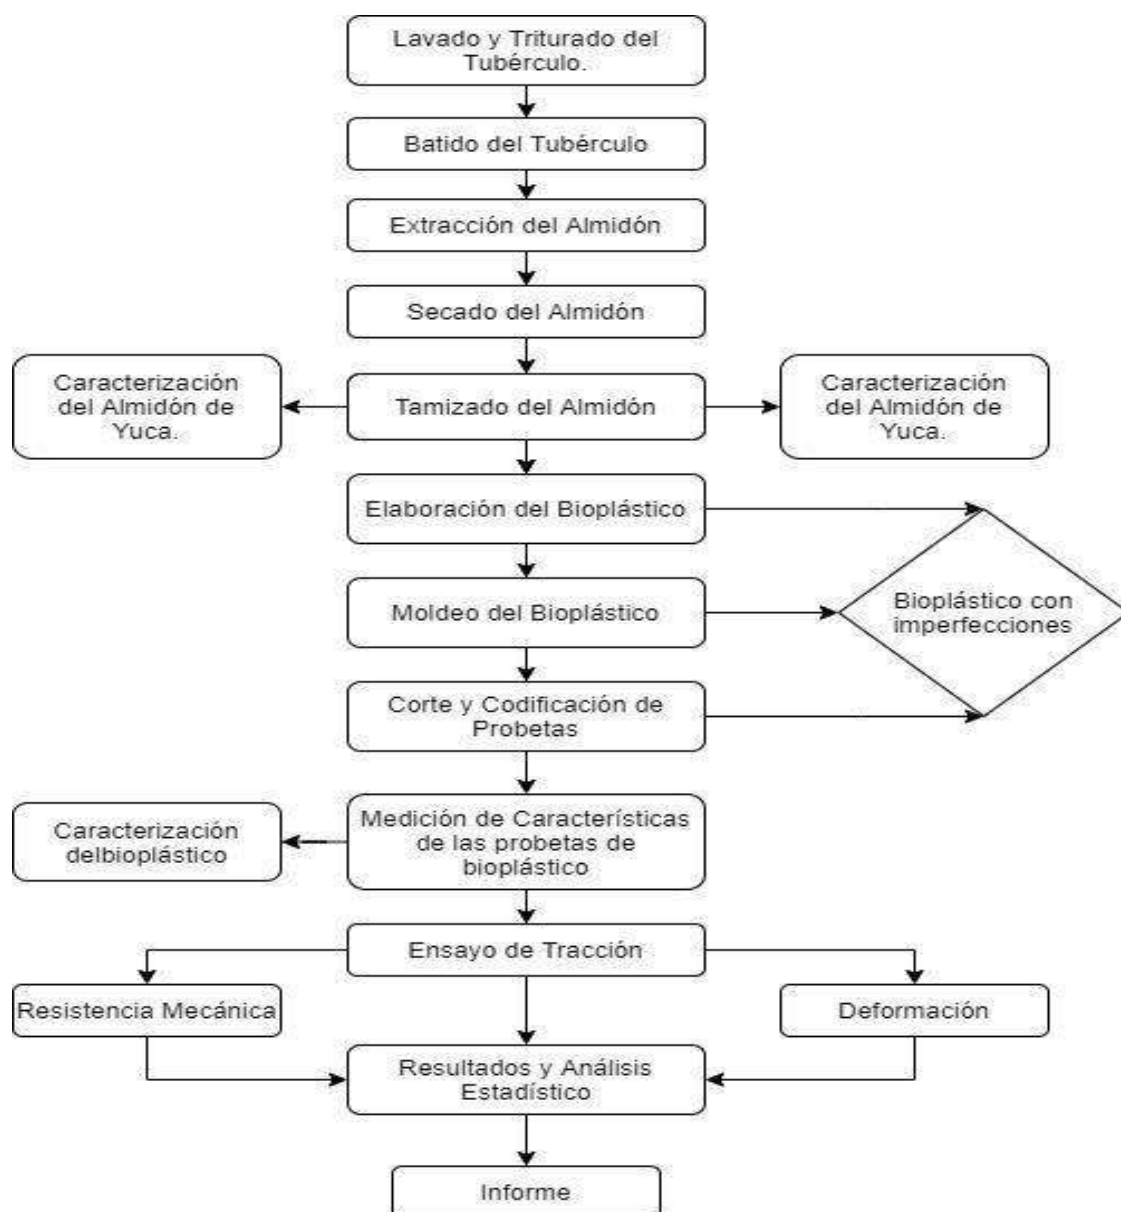 Lavado y Triturado del
Tubérculo.
Batido del Tubérculo
Extracción del Almidón
Secado del Almidón
Caracterización
del Almidón de
Yuca.
Tamizado del Almidón
Caracterización
del Almidón de
Yuca.
Elaboración del Bioplástico
Moldeo del Bioplástico
Bioplástico con
imperfecciones
Corte y Codificación de
Probetas
Caracterización
delbioplástico
Medición de Características
de las probetas de
bioplástico
Ensayo de Tracción
Resistencia Mecánica
Deformación
Resultados y Análisis
Estadístico
Informe